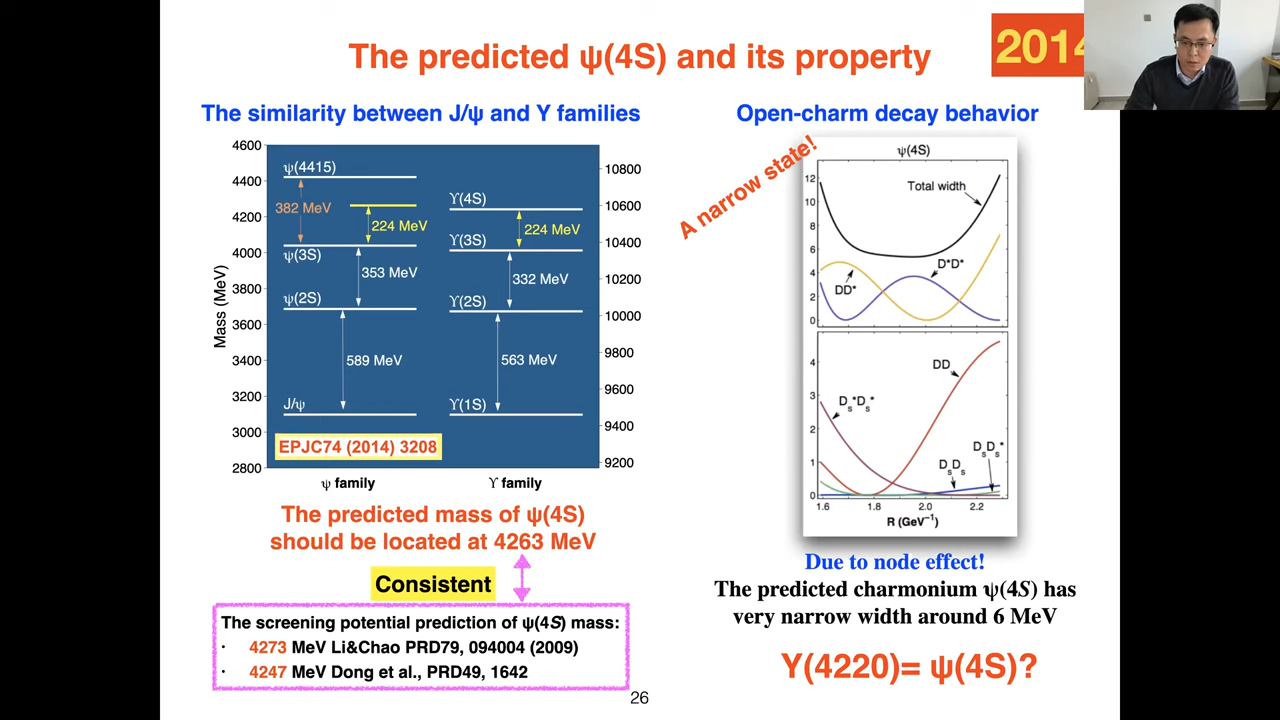 The predicted ψ(4S) and its property
2014
The similarity between J/ψ and Υ families
Open-charm decay behavior
4600
4400
4200
4000
3800
3600
3400
3200
3000
2800
Mass (MeV)
ψ(4415)
382 MeV
224 MeV
ψ(3S)
353 MeV
ψ(2S)
589 MeV
J/ψ
Υ(4S)
224 MeV
Υ(3S)
332 MeV
Υ(2S)
563 MeV
Υ(1S)
10800
10600
10400
10200
10000
9800
9600
9400
9200
EPJC74 (2014) 3208
ψ family
Υ family
The predicted mass of ψ(4S)
should be located at 4263 MeV
Consistent
The screening potential prediction of ψ(4S) mass:
· 4273 MeV Li&Chao PRD79, 094004 (2009)
· 4247 MeV Dong et al., PRD49, 1642
A narrow state!
ψ(4S)
12
10
8
6
4
2
0
Total width
D*D*
DD*
4
3
2
1
0
DD
Ds*Ds*
DsDs
DsDs*
1.6
1.8
2.0
2.2
R (GeV⁻¹)
Due to node effect!
The predicted charmonium ψ(4S) has
very narrow width around 6 MeV
Y(4220)= ψ(4S)?
26